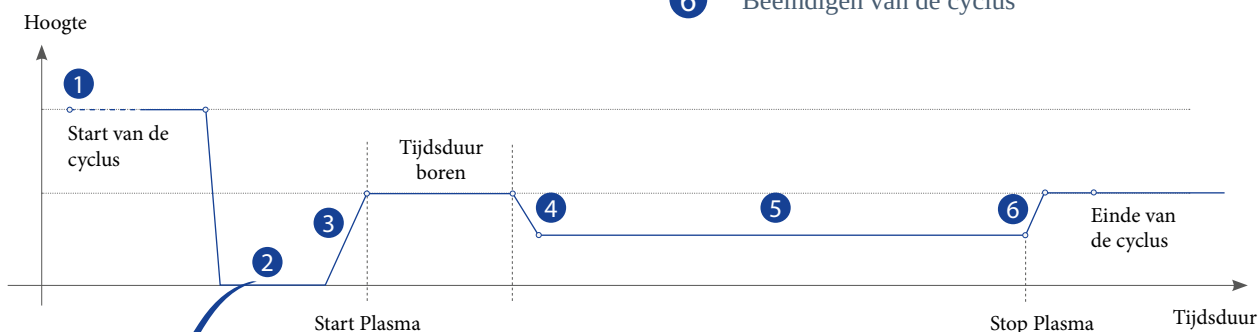 6 Beëindigen van de cyclus
Hoogte
1
Start van de
cyclus
Tijdsduur
boren
2
3
4
5
6
Einde van
de cyclus
Start Plasma
Stop Plasma
Tijdsduur